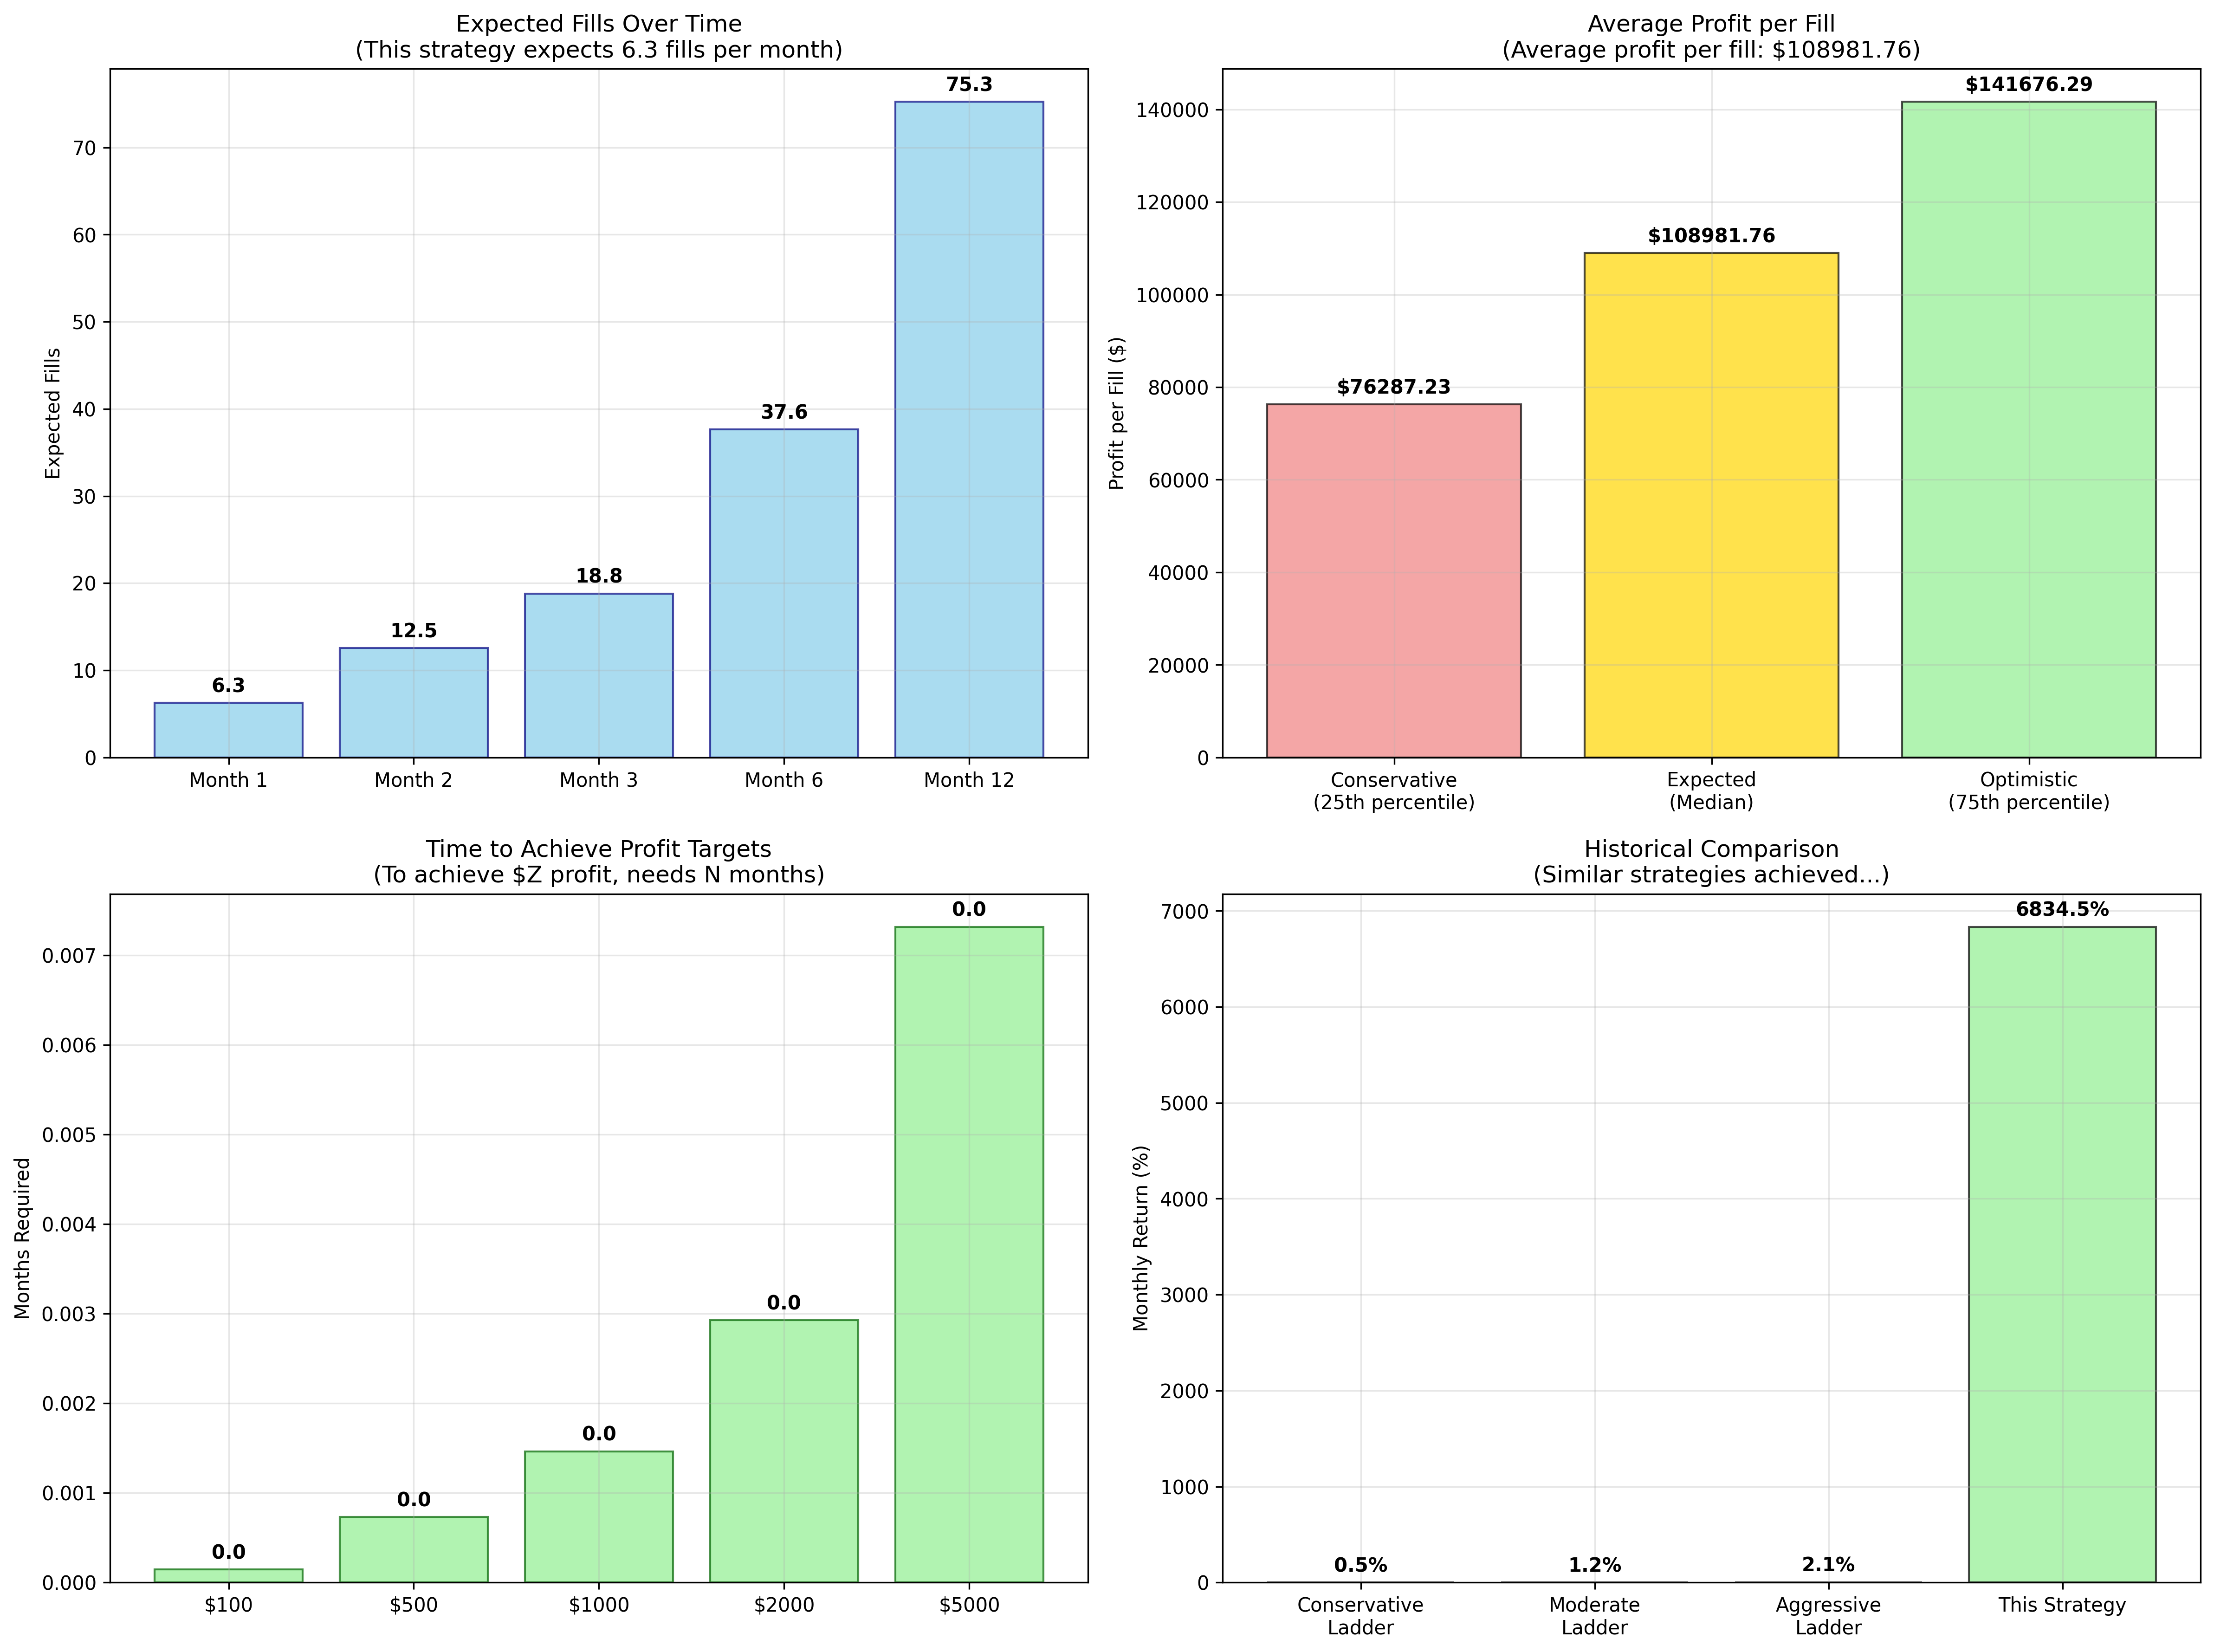 Expected Fills Over Time
(This strategy expects 6.3 fills per month)
Expected Fills
70
60
50
40
30
20
10
0
6.3
12.5
18.8
37.6
75.3
Month 1
Month 2
Month 3
Month 6
Month 12
Average Profit per Fill
(Average profit per fill: $108981.76)
Profit per Fill ($)
140000
120000
100000
80000
60000
40000
20000
0
$76287.23
$108981.76
$141676.29
Conservative
(25th percentile)
Expected
(Median)
Optimistic
(75th percentile)
Time to Achieve Profit Targets
(To achieve $Z profit, needs N months)
Months Required
0.007
0.006
0.005
0.004
0.003
0.002
0.001
0.000
0.0
0.0
0.0
0.0
0.0
$100
$500
$1000
$2000
$5000
Historical Comparison
(Similar strategies achieved...)
Monthly Return (%)
7000
6000
5000
4000
3000
2000
1000
0
0.5%
1.2%
2.1%
6834.5%
Conservative
Ladder
Moderate
Ladder
Aggressive
Ladder
This Strategy